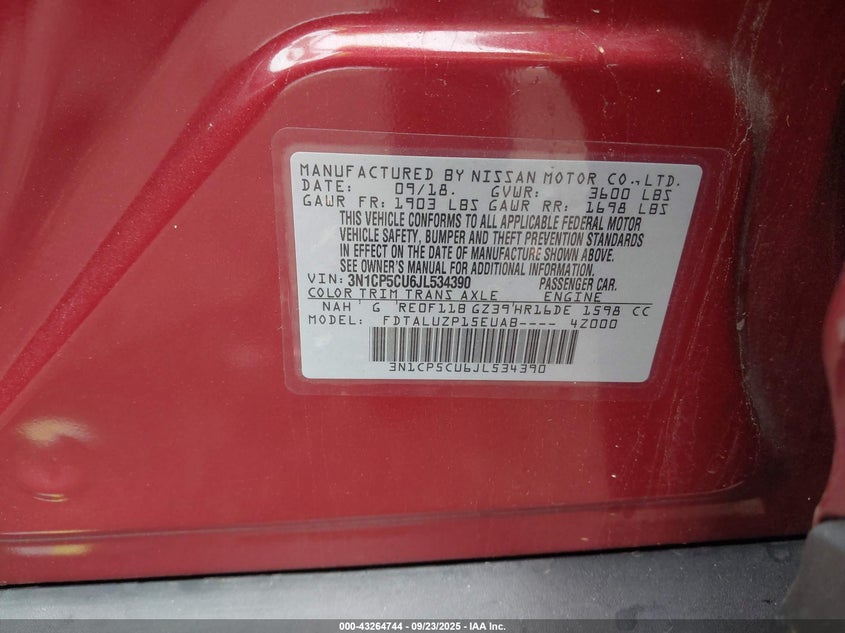 MANUFACTURED BY NISSAN MOTOR CO., LTD.
DATE: 09/18. GVWR: 3600 LBS
GAWR FR: 1903 LBS GAWR RR: 1698 LBS
THIS VEHICLE CONFORMS TO ALL APPLICABLE FEDERAL MOTOR
VEHICLE SAFETY, BUMPER AND THEFT PREVENTION STANDARDS
IN EFFECT ON THE DATE OF MANUFACTURE SHOWN ABOVE.
SEE OWNER'S MANUAL FOR ADDITIONAL INFORMATION.
VIN: 3N1CP5CU6JL534390 PASSENGER CAR.
COLOR TRIM TRANS AXLE ENGINE
NAH G RE0F11B GZ39 HR16DE 1598 CC
MODEL: FDTALUZP15EUAB---- 4Z000
3N1CP5CU6JL534390
000-43264744 | 09/23/2025 | IAA Inc.